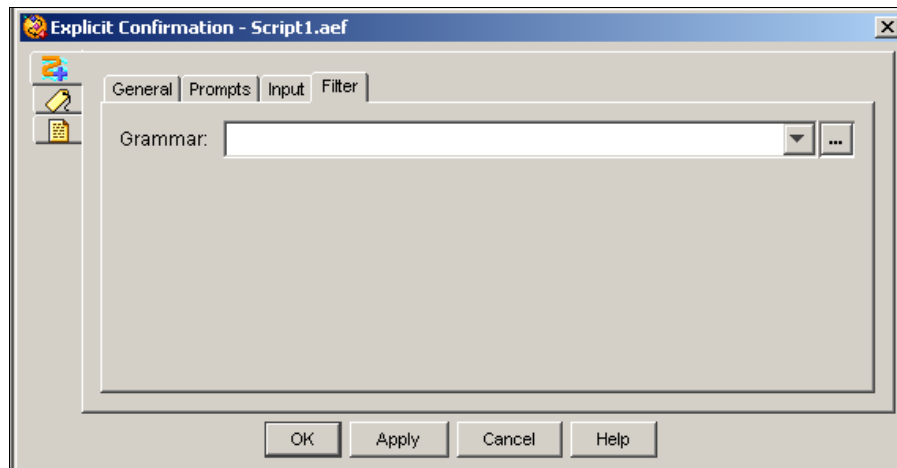 Explicit Confirmation - Script1.aef
General Prompts Input Filter
Grammar:
...
OK Apply Cancel Help